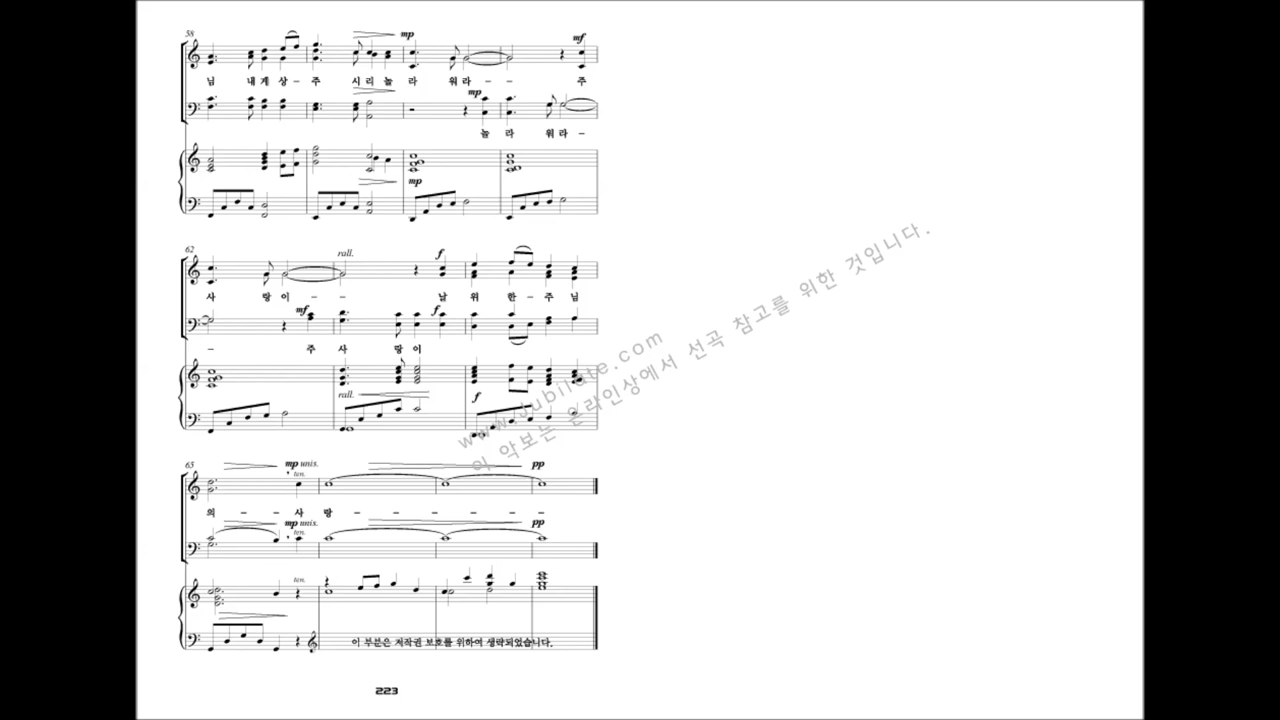 58
mp
mf
님 내 게 상 - 주 시 리 놀 라 워 라 - - 주
mp
놀 라 워 라 -
mp
62
rall.
f
사 랑 이 - - 날 위 한 - 주 님
mf
f
- 주 사 랑 이
rall.
f
65
mp unis.
ten.
pp
의 - - 사 랑 - - - - - -
mp unis.
ten.
pp
ten.
이 부분은 저작권 보호를 위하여 생략되었습니다.
223
www.jubilate.com
이 악보는 온라인상에서 선곡 참고를 위한 것입니다.